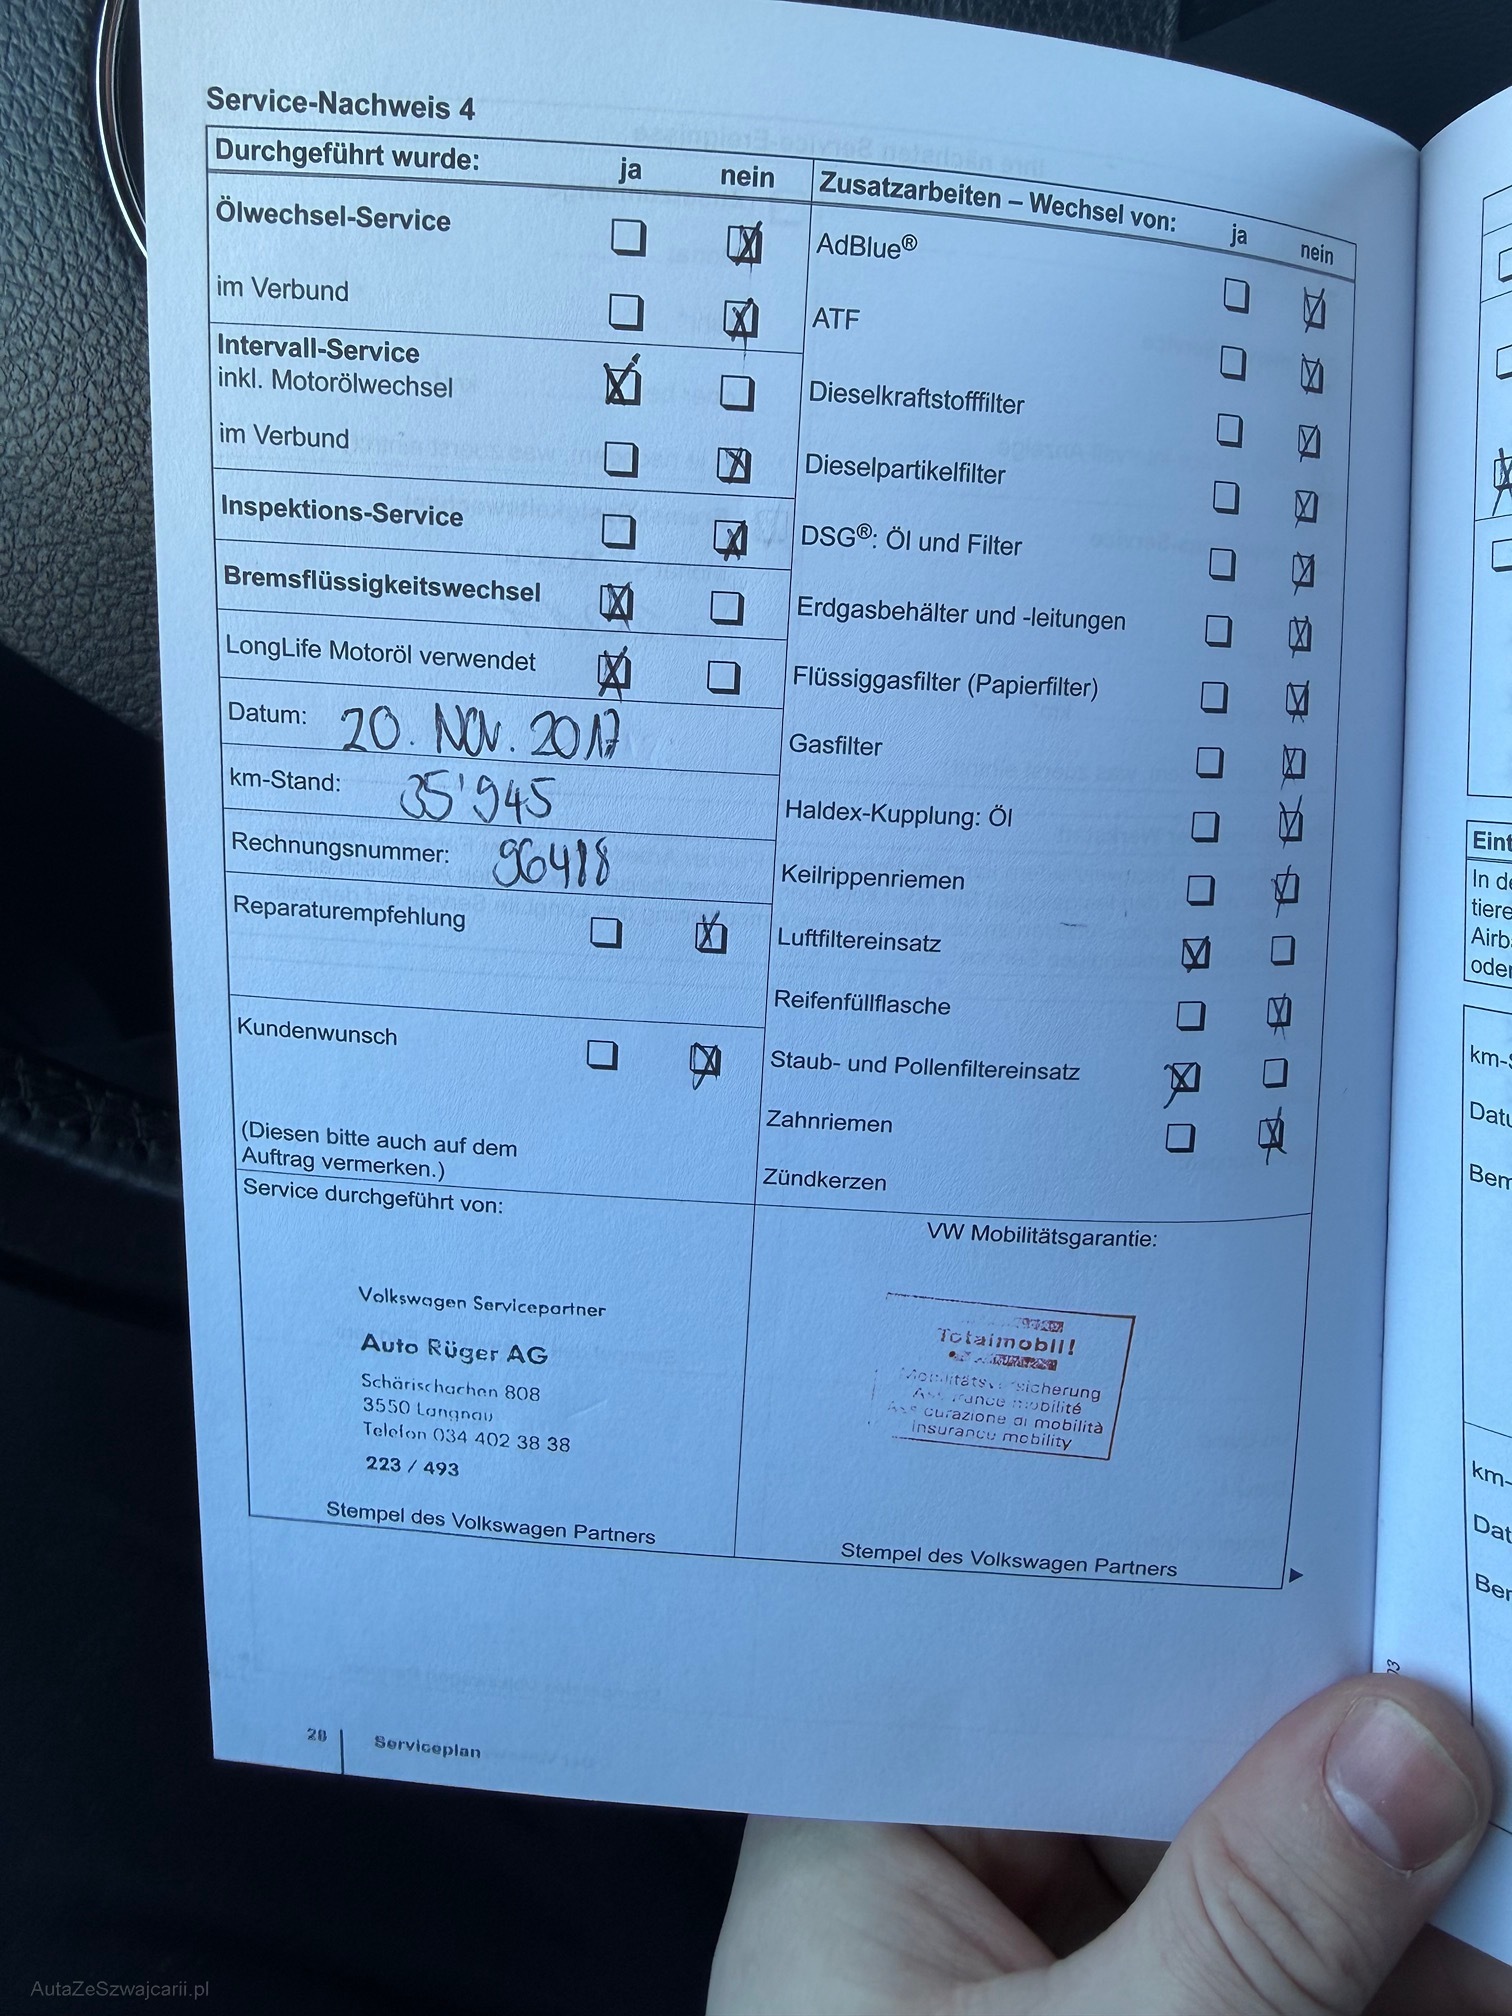 Service-Nachweis 4
Durchgeführt wurde: ja nein
Ölwechsel-Service
im Verbund
Intervall-Service
inkl. Motorölwechsel
im Verbund
Inspektions-Service
Bremsflüssigkeitswechsel
LongLife Motoröl verwendet
Datum: 20. NOV. 2017
km-Stand: 35'945
Rechnungsnummer: 96418
Reparaturempfehlung
Kundenwunsch
(Diesen bitte auch auf dem
Auftrag vermerken.)
Zusatzarbeiten – Wechsel von: ja nein
AdBlue®
ATF
Dieselkraftstofffilter
Dieselpartikelfilter
DSG®: Öl und Filter
Erdgasbehälter und -leitungen
Flüssiggasfilter (Papierfilter)
Gasfilter
Haldex-Kupplung: Öl
Keilrippenriemen
Luftfiltereinsatz
Reifenfüllflasche
Staub- und Pollenfiltereinsatz
Zahnriemen
Zündkerzen
Service durchgeführt von:
Volkswagen Servicepartner
Auto Rüger AG
Schärischachen 808
3550 Langnau
Telefon 034 402 38 38
223 / 493
Stempel des Volkswagen Partners
VW Mobilitätsgarantie:
Totalmobil!
mobilité
di mobilità
insurance mobility
Stempel des Volkswagen Partners
28 Serviceplan
In
oder
AutaZeSzwajcarii.pl